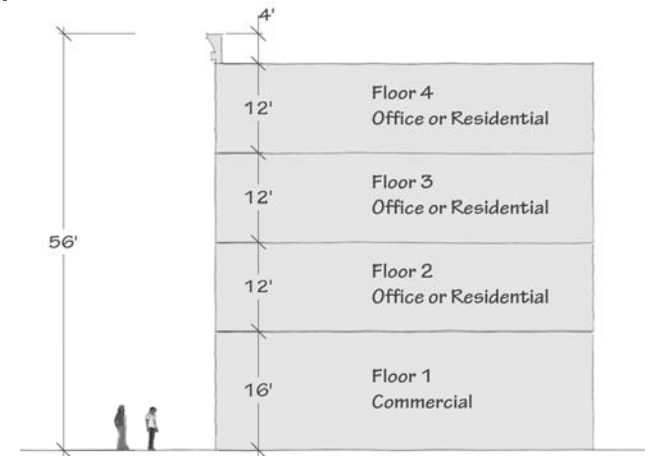 4'
12'
Floor 4
Office or Residential
12'
Floor 3
Office or Residential
56'
12'
Floor 2
Office or Residential
16'
Floor 1
Commercial